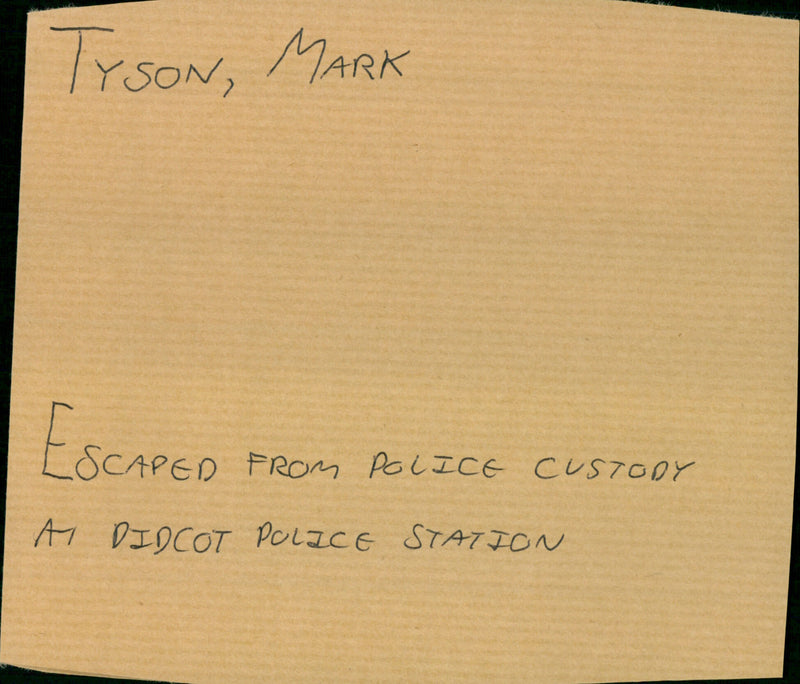 TYSON, MARK
ESCAPED FROM POLICE CUSTODY
AT DIDCOT POLICE STATION